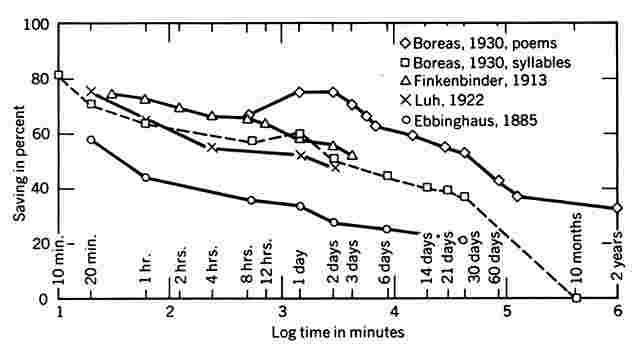 100
80
60
40
20
0
Saving in percent
Boreas, 1930, poems
Boreas, 1930, syllables
Finkenbinder, 1913
Luh, 1922
Ebbinghaus, 1885
10 min.
20 min.
1 hr.
2 hrs.
4 hrs.
8 hrs.
12 hrs.
1 day
2 days
3 days
6 days
14 days
21 days
30 days
60 days
10 months
2 years
1 2 3 4 5 6
Log time in minutes